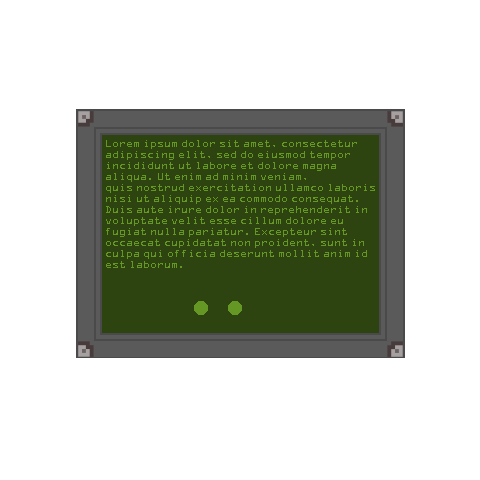 Lorem ipsum dolor sit amet. consectetur
adipiscing elit. sed do eiusmod tempor
incididunt ut labore et dolore magna
aliqua. Ut enim ad minim veniam.
quis nostrud exercitation ullamco laboris
nisi ut aliquip ex ea commodo consequat.
Duis aute irure dolor in reprehenderit in
voluptate velit esse cillum dolore eu
fugiat nulla pariatur. Excepteur sint
occaecat cupidatat non proident. sunt in
culpa qui officia deserunt mollit anim id
est laborum.